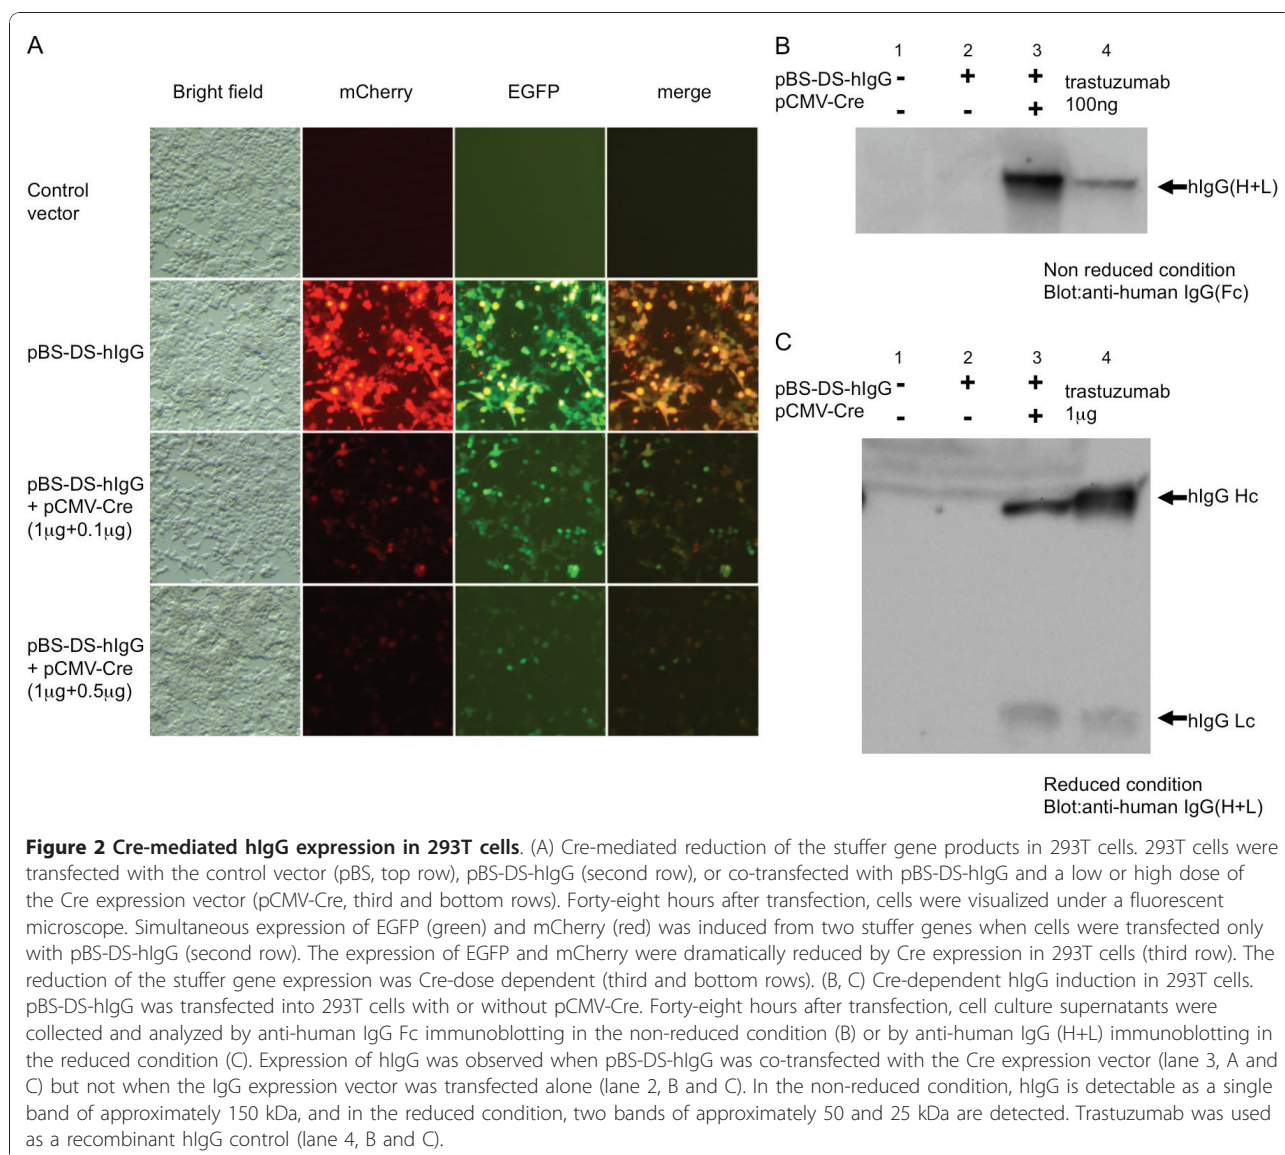 A
Bright field mCherry EGFP merge
Control
vector
pBS-DS-hIgG
pBS-DS-hIgG
+ pCMV-Cre
(1μg+0.1μg)
pBS-DS-hIgG
+ pCMV-Cre
(1μg+0.5μg)
B
1 2 3 4
pBS-DS-hIgG - + + trastuzumab
pCMV-Cre - - + 100ng
hIgG(H+L)
Non reduced condition
Blot:anti-human IgG(Fc)
C
1 2 3 4
pBS-DS-hIgG - + + trastuzumab
pCMV-Cre - - + 1μg
hIgG Hc
hIgG Lc
Reduced condition
Blot:anti-human IgG(H+L)
Figure 2 Cre-mediated hIgG expression in 293T cells. (A) Cre-mediated reduction of the stuffer gene products in 293T cells. 293T cells were
transfected with the control vector (pBS, top row), pBS-DS-hIgG (second row), or co-transfected with pBS-DS-hIgG and a low or high dose of
the Cre expression vector (pCMV-Cre, third and bottom rows). Forty-eight hours after transfection, cells were visualized under a fluorescent
microscope. Simultaneous expression of EGFP (green) and mCherry (red) was induced from two stuffer genes when cells were transfected only
with pBS-DS-hIgG (second row). The expression of EGFP and mCherry were dramatically reduced by Cre expression in 293T cells (third row). The
reduction of the stuffer gene expression was Cre-dose dependent (third and bottom rows). (B, C) Cre-dependent hIgG induction in 293T cells.
pBS-DS-hIgG was transfected into 293T cells with or without pCMV-Cre. Forty-eight hours after transfection, cell culture supernatants were
collected and analyzed by anti-human IgG Fc immunoblotting in the non-reduced condition (B) or by anti-human IgG (H+L) immunoblotting in
the reduced condition (C). Expression of hIgG was observed when pBS-DS-hIgG was co-transfected with the Cre expression vector (lane 3, A and
C) but not when the IgG expression vector was transfected alone (lane 2, B and C). In the non-reduced condition, hIgG is detectable as a single
band of approximately 150 kDa, and in the reduced condition, two bands of approximately 50 and 25 kDa are detected. Trastuzumab was used
as a recombinant hIgG control (lane 4, B and C).